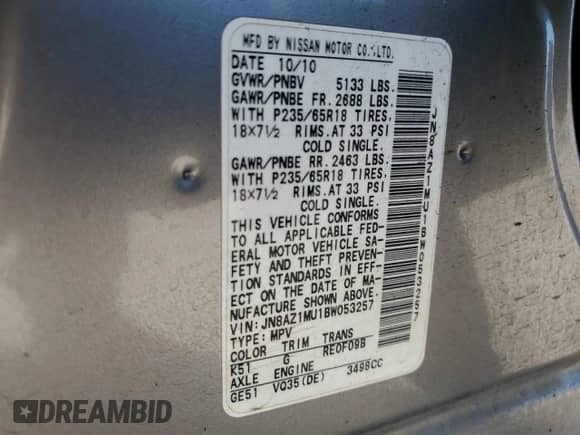 MFD BY NISSAN MOTOR CO.,LTD.
DATE 10/10
GVWR/PNBV 5133 LBS.
GAWR/PNBE FR. 2688 LBS.
WITH P235/65R18 TIRES,
18×7½ RIMS. AT 33 PSI
COLD SINGLE.
GAWR/PNBE RR. 2463 LBS.
WITH P235/65R18 TIRES,
18×7½ RIMS. AT 33 PSI
COLD SINGLE.
THIS VEHICLE CONFORMS
TO ALL APPLICABLE FED-
ERAL MOTOR VEHICLE SA-
FETY AND THEFT PREVEN-
TION STANDARDS IN EFF-
ECT ON THE DATE OF MA-
NUFACTURE SHOWN ABOVE.
VIN: JN8AZ1MU1BW053257
TYPE: MPV
COLOR TRIM TRANS
K51 G RE0F09B
AXLE ENGINE
GE51 VQ35(DE) 3498CC
JN8AZ1MU1BW053257
DREAMBID